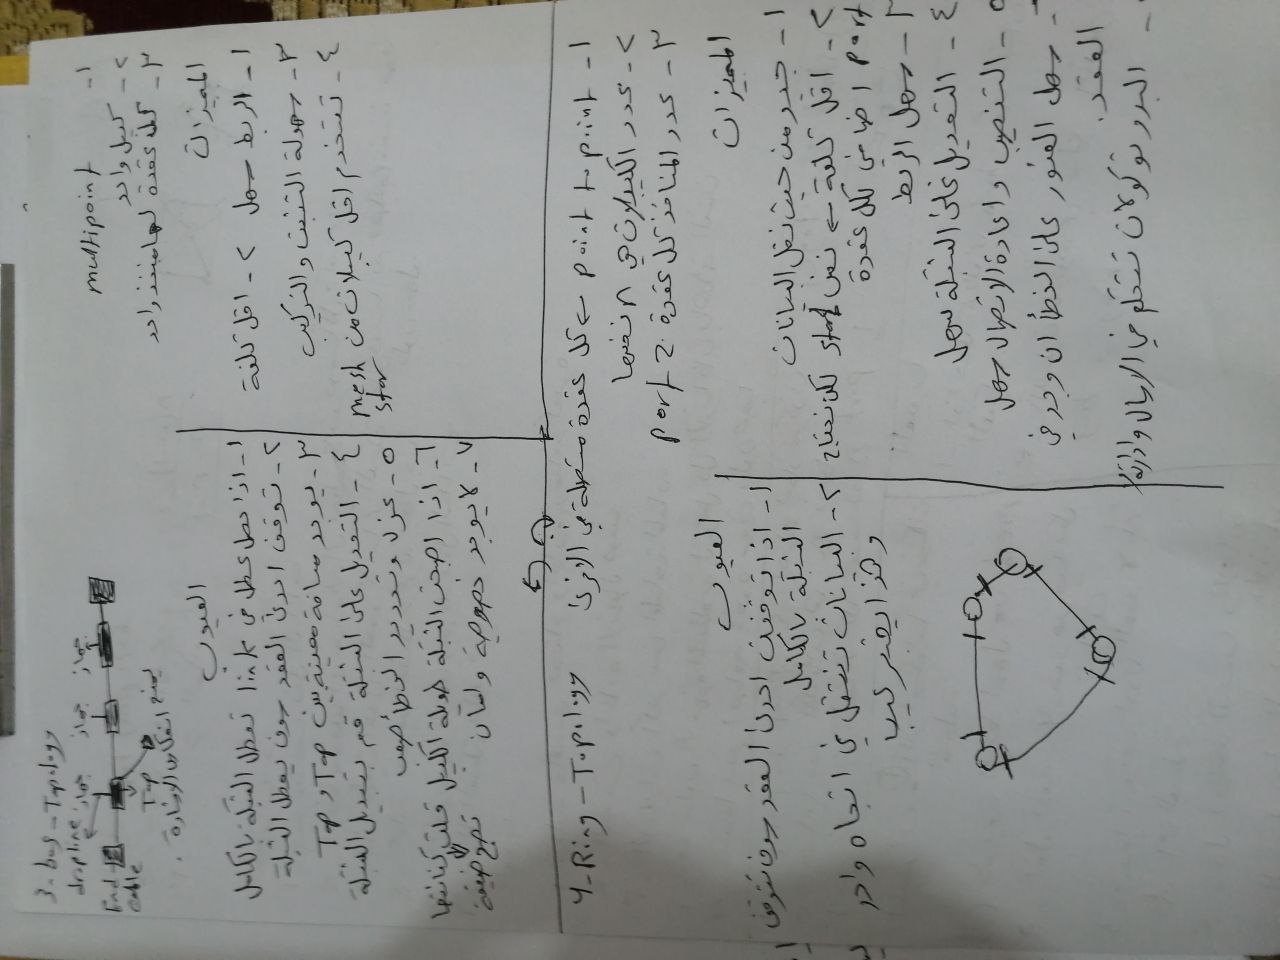 3- bus - Topology
dropline جهاز جهاز جهاز
End cable
Tap
يمنع انعكاس الاشارة .
١- multipoint
٢- كيبل واحد
٣- كل عقدة لها منفذ واحد
المميزات
١- الربط سهل ٢- اقل تكلفة
٣- سهولة التثبيت والتركيب
٤- تستخدم اقل كيبلات من mesh
star
العيوب
١- اذا حصل عطل في link تعطل الشبكة بالكامل
٢- توقف احدى العقد سوف يعطل الشبكة
٣- يوجد مسافة معينة بين Tap و Tap
٤- التعديل على الشبكة قم بتبديل الشبكة
٥- عزل وتحديد الخطأ صعب
٦- اذا اصبحت الشبكة طويلة الكيبل قلت كفائتها
تصبح ضعيفة
٧- لا يوجد خصوصية و امان
4- Ring - Topology
١- point to point كل عقدة متصلة في الاخرى
٢- عدد الكيبلات هي n نفسها
٣- عدد المنافذ كل عقدة 2 port
المميزات
١- جيد من حيث نقل البيانات
٢- اقل تكلفة نفس star لكن نحتاج
port اضافي لكل عقدة
٣- سهل الربط
٤- التعديل على الشبكة سهل
٥- التنصيب واعادة الاتصال سهل
- سهل العثور على الخطأ ان وجد في
العقد.
- البروتوكولات تتحكم في الارسال وادارته
العيوب
١- اذا توقفت احدى العقد سوف تتوقف
الشبكة بالكامل
٢- البيانات تنتقل في اتجاه واحد
وهذا يعتبر عيب